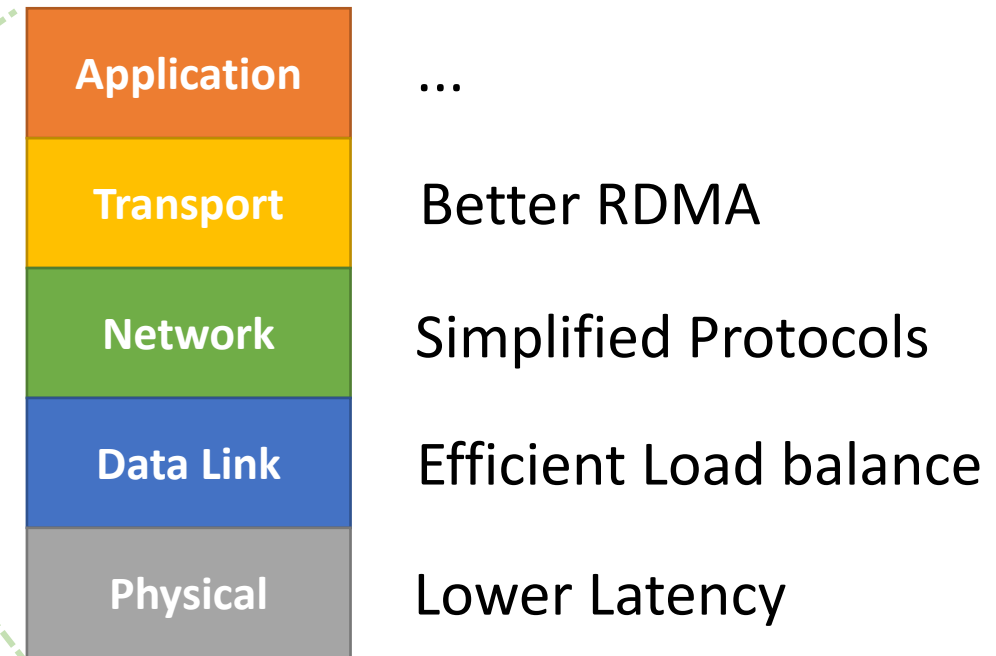 Application ...
Transport Better RDMA
Network Simplified Protocols
Data Link Efficient Load balance
Physical Lower Latency